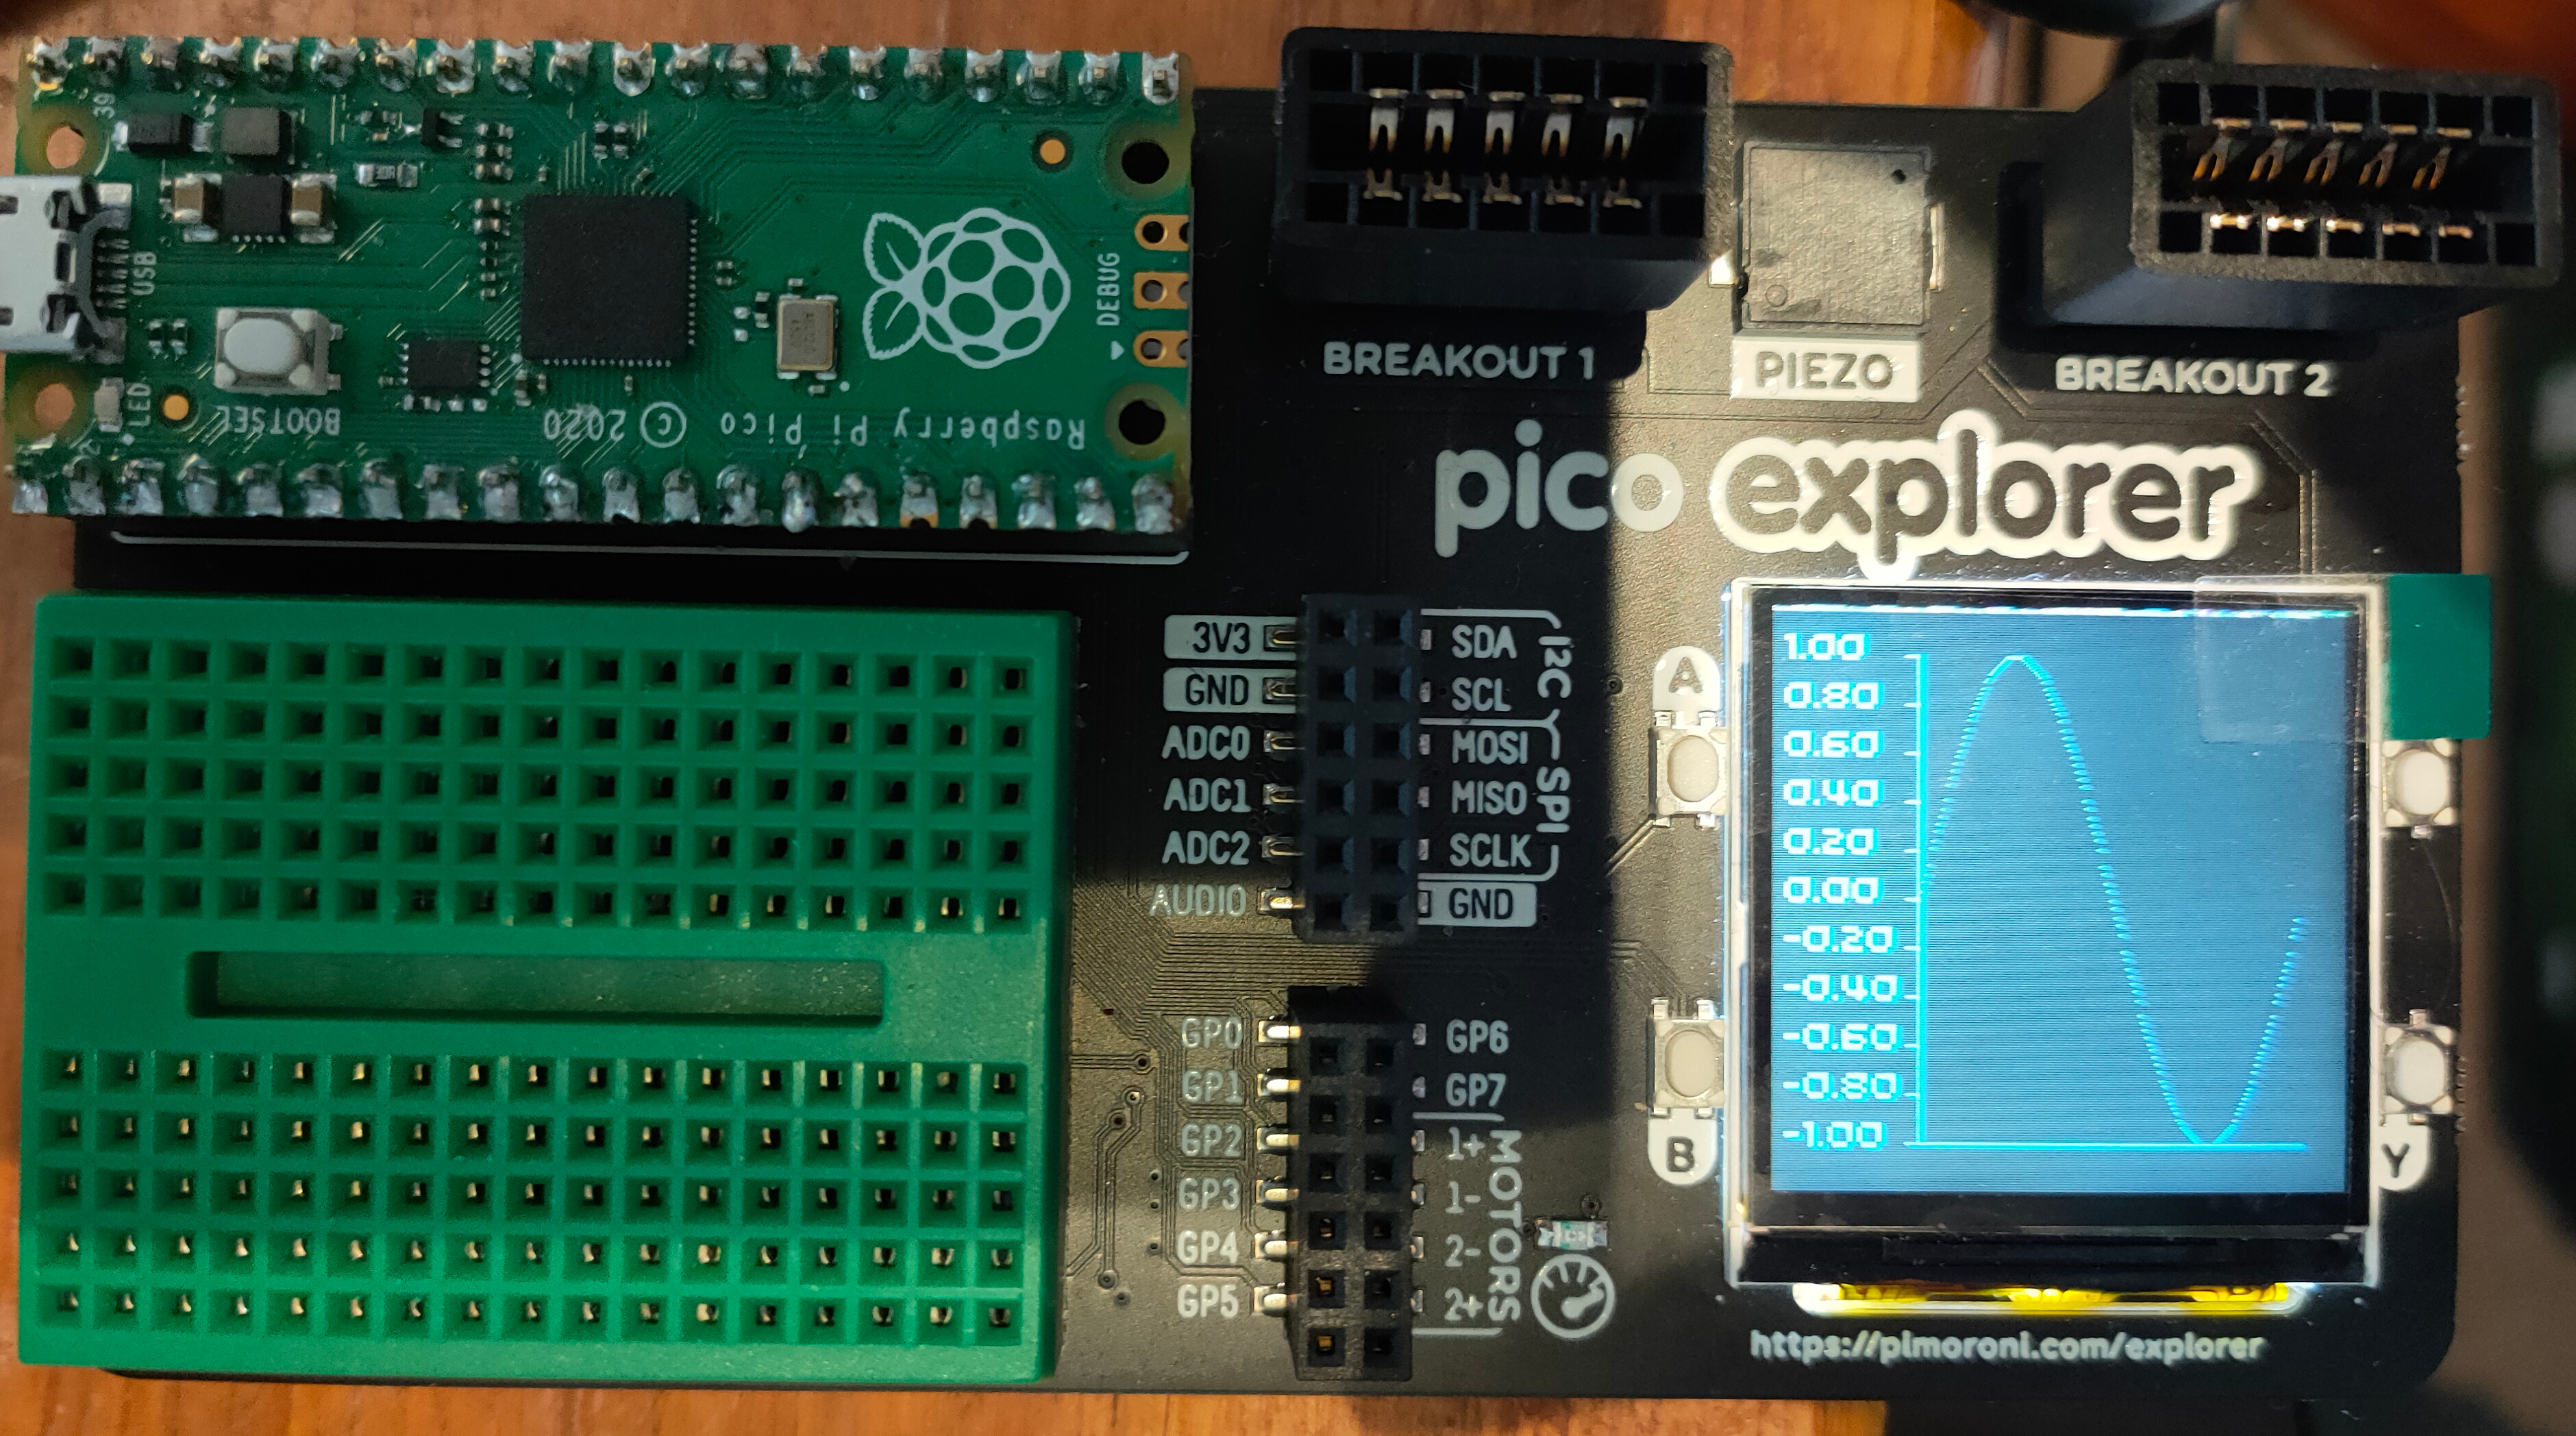 39
USB
DEBUG
LED
2
BOOTSEL
Raspberry Pi Pico © 2020
BREAKOUT 1
PIEZO
BREAKOUT 2
pico explorer
3V3
GND
ADC0
ADC1
ADC2
AUDIO
SDA
SCL
MOSI
MISO
SCLK
GND
I2C
SPI
GP0
GP1
GP2
GP3
GP4
GP5
GP6
GP7
1+
1-
2-
2+
MOTORS
A
B
Y
1.00
0.80
0.60
0.40
0.20
0.00
-0.20
-0.40
-0.60
-0.80
-1.00
https://pimoroni.com/explorer